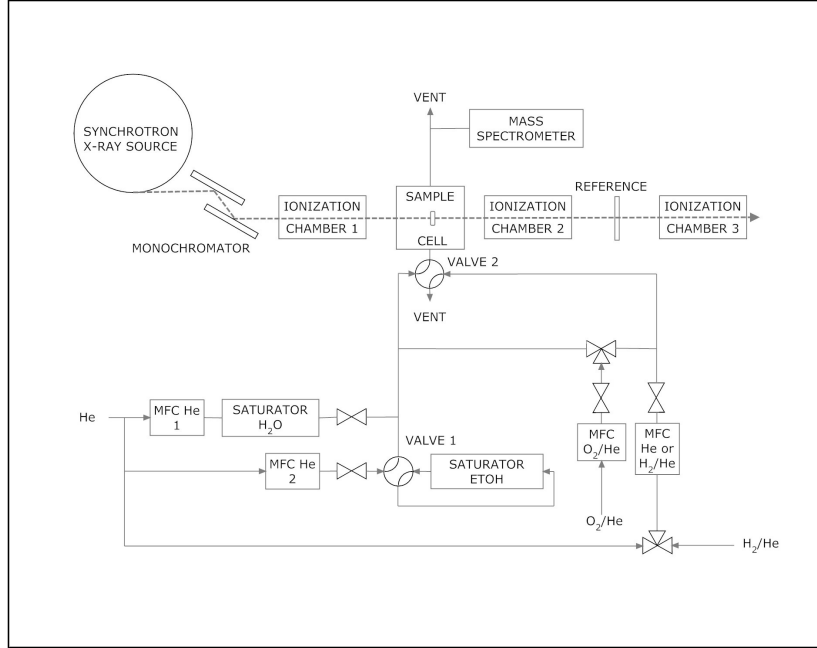 SYNCHROTRON
X-RAY SOURCE
MONOCHROMATOR
IONIZATION
CHAMBER 1
VENT
MASS
SPECTROMETER
SAMPLE
CELL
IONIZATION
CHAMBER 2
REFERENCE
IONIZATION
CHAMBER 3
VALVE 2
VENT
He
MFC He
1
SATURATOR
H₂O
VALVE 1
MFC He
2
SATURATOR
ETOH
MFC
O₂/He
MFC
He or
H₂/He
O₂/He
H₂/He